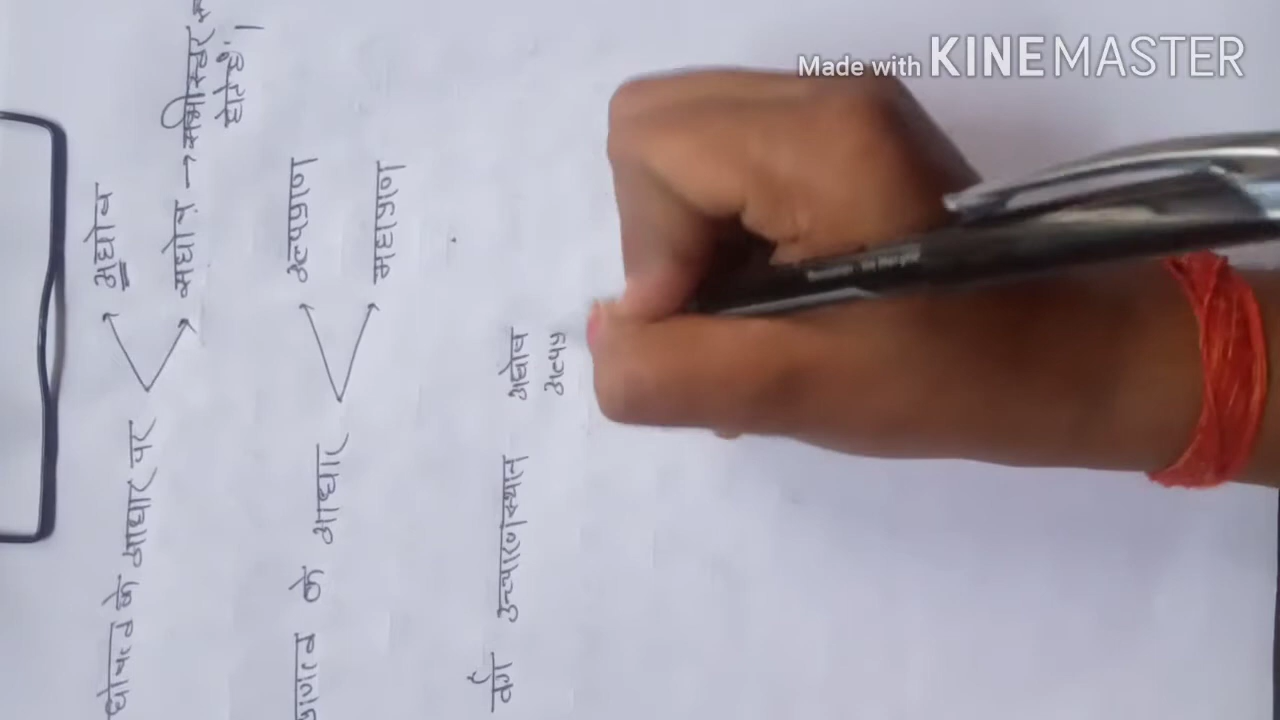 Made with KINEMASTER
घोषत्व के आधार पर
अघोष
सघोष → सभी स्वर
होते हैं।
प्राणत्व के आधार
अल्पप्राण
महाप्राण
वर्ग उच्चारणस्थान अघोष
अल्पप्र